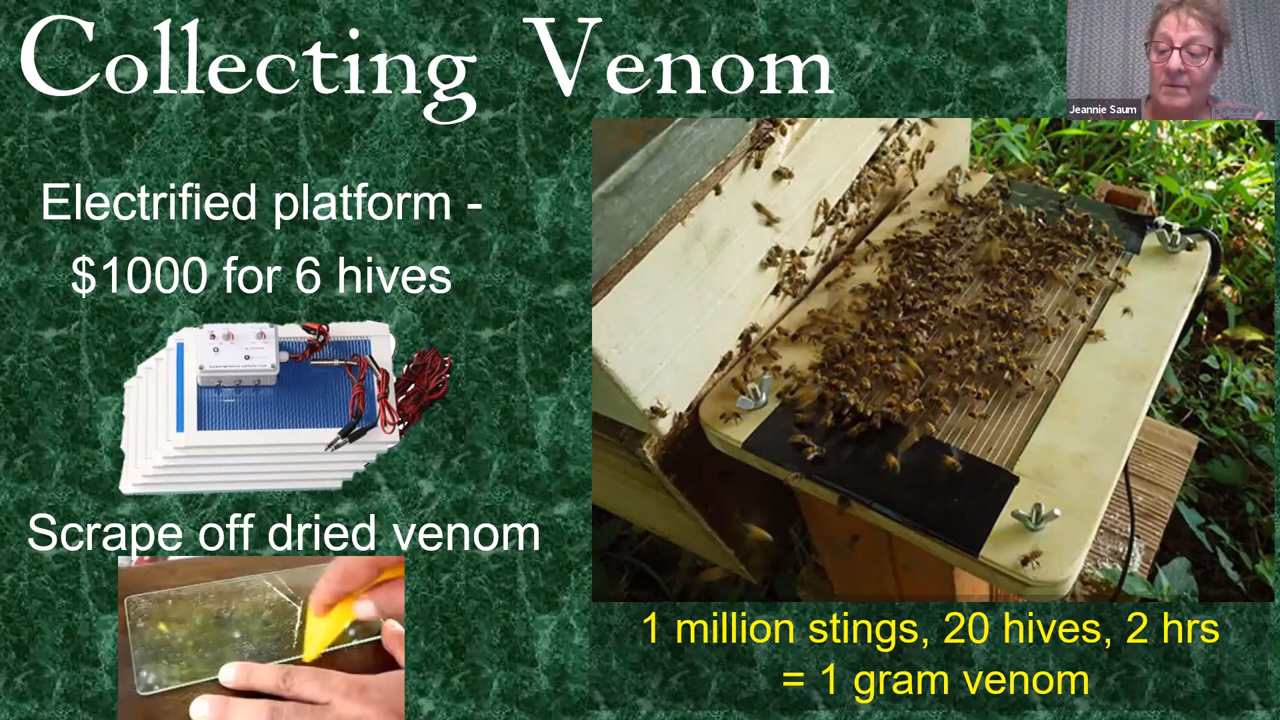 Collecting Venom
Jeannie Saum
Electrified platform -
$1000 for 6 hives
Scrape off dried venom
1 million stings, 20 hives, 2 hrs
= 1 gram venom